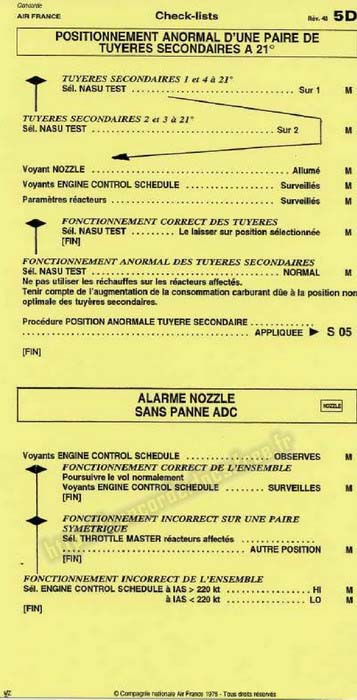 Concorde
AIR FRANCE
Check-lists
Rév. 48 5D
POSITIONNEMENT ANORMAL D'UNE PAIRE DE
TUYERES SECONDAIRES A 21°
TUYERES SECONDAIRES 1 et 4 à 21°
Sél. NASU TEST ........ Sur 1 M
TUYERES SECONDAIRES 2 et 3 à 21°
Sél. NASU TEST ........ Sur 2 M
Voyant NOZZLE ........ Allumé M
Voyants ENGINE CONTROL SCHEDULE ........ Surveillés M
Paramètres réacteurs ........ Surveillés M
FONCTIONNEMENT CORRECT DES TUYERES
Sél. NASU TEST ........ Le laisser sur position sélectionnée M
[FIN]
FONCTIONNEMENT ANORMAL DES TUYERES SECONDAIRES
Sél. NASU TEST ........ NORMAL M
Ne pas utiliser les réchauffes sur les réacteurs affectés.
Tenir compte de l'augmentation de la consommation carburant dûe à la position non
optimale des tuyères secondaires.
Procédure POSITION ANORMALE TUYERE SECONDAIRE ........
........ APPLIQUEE ► S 05
[FIN]
ALARME NOZZLE
SANS PANNE ADC
NOZZLE
Voyants ENGINE CONTROL SCHEDULE ........ OBSERVES M
FONCTIONNEMENT CORRECT DE L'ENSEMBLE
Poursuivre le vol normalement
Voyants ENGINE CONTROL SCHEDULE ........ SURVEILLES M
[FIN]
FONCTIONNEMENT INCORRECT SUR UNE PAIRE
SYMETRIQUE
Sél. THROTTLE MASTER réacteurs affectés ........
........ AUTRE POSITION M
[FIN]
FONCTIONNEMENT INCORRECT DE L'ENSEMBLE
Sél. ENGINE CONTROL SCHEDULE à IAS > 220 kt ........ HI M
à IAS < 220 kt ........ LO M
[FIN]
© Compagnie nationale Air France 1976 - Tous droits réservés